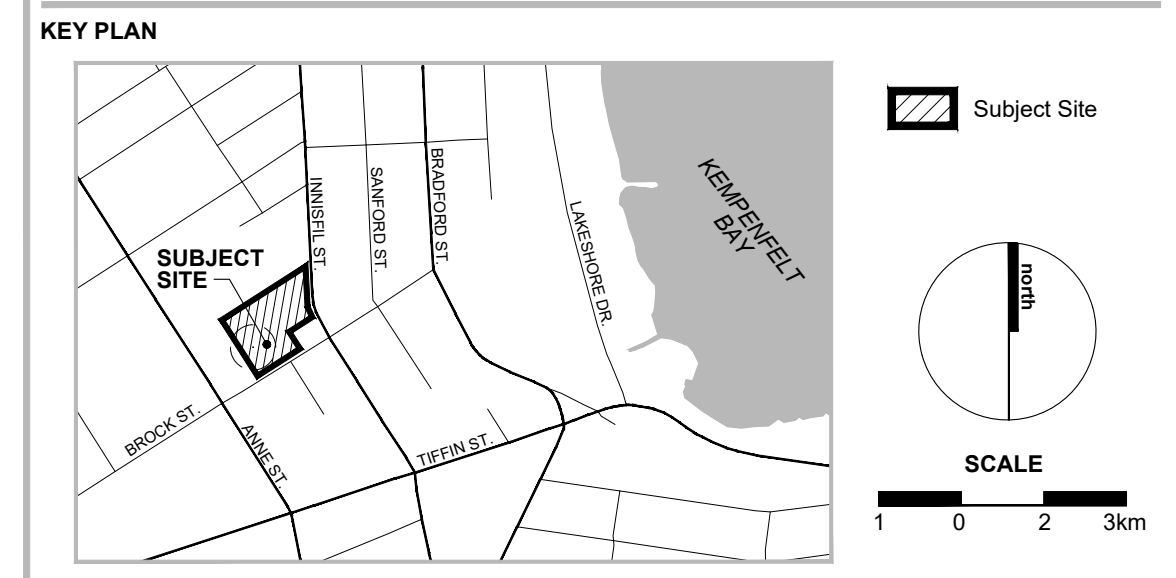 KEY PLAN
Subject Site
INNISFIL ST.
SANFORD ST.
BRADFORD ST.
LAKESHORE DR.
KEMPENFELT
BAY
SUBJECT
SITE
north
BROCK ST.
ANNE ST.
TIFFIN ST.
SCALE
1 0 2 3km